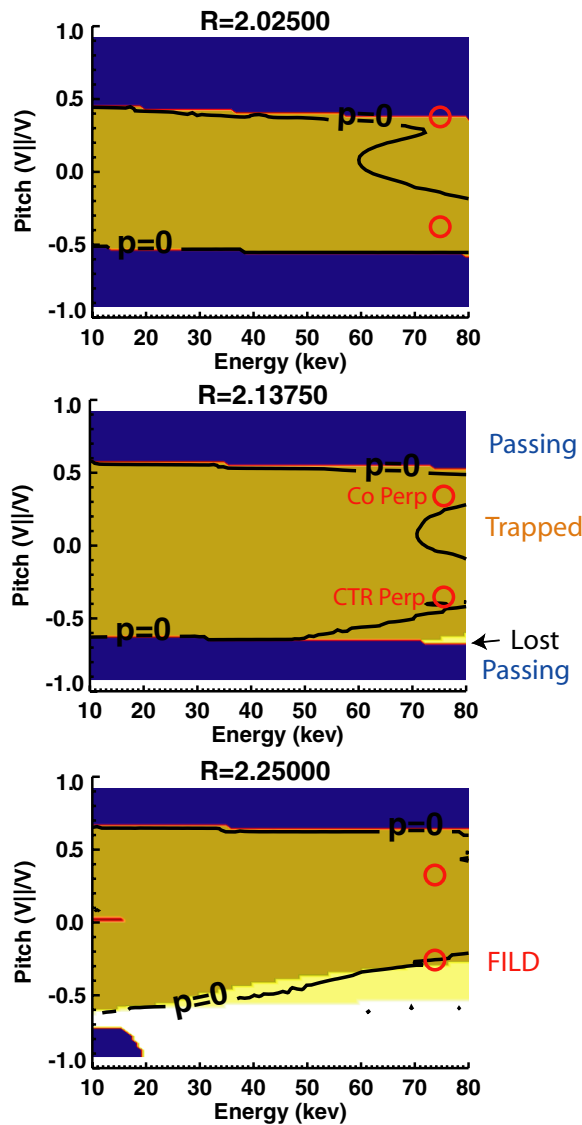 R=2.02500
1.0
0.5
0.0
-0.5
-1.0
Pitch (V||/V)
p=0
p=0
10 20 30 40 50 60 70 80
Energy (kev)
R=2.13750
1.0
0.5
0.0
-0.5
-1.0
Pitch (V||/V)
p=0
Co Perp
CTR Perp
p=0
Passing
Trapped
Lost
Passing
10 20 30 40 50 60 70 80
Energy (kev)
R=2.25000
1.0
0.5
0.0
-0.5
-1.0
Pitch (V||/V)
p=0
p=0
FILD
10 20 30 40 50 60 70 80
Energy (kev)